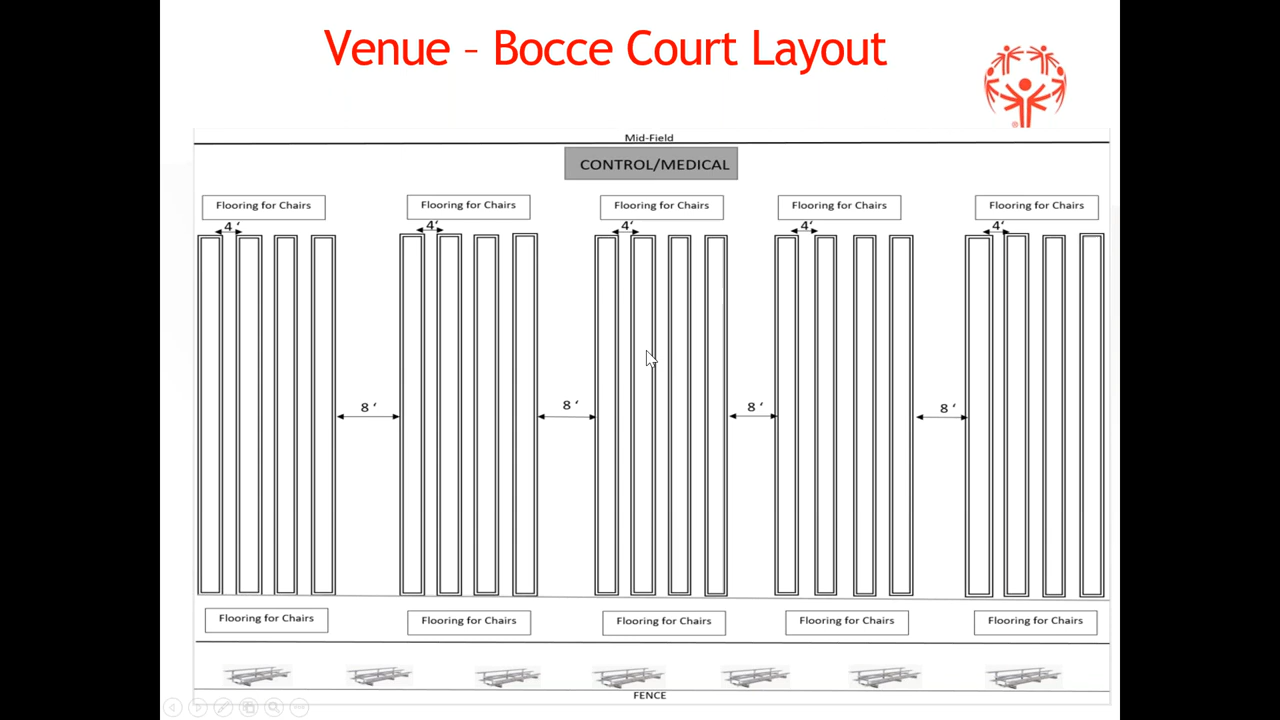 Venue – Bocce Court Layout
®
Mid-Field
CONTROL/MEDICAL
Flooring for Chairs
Flooring for Chairs
Flooring for Chairs
Flooring for Chairs
Flooring for Chairs
4 ‘
4‘
4‘
4‘
4‘
8 ‘
8 ‘
8 ‘
8 ‘
Flooring for Chairs
Flooring for Chairs
Flooring for Chairs
Flooring for Chairs
Flooring for Chairs
FENCE